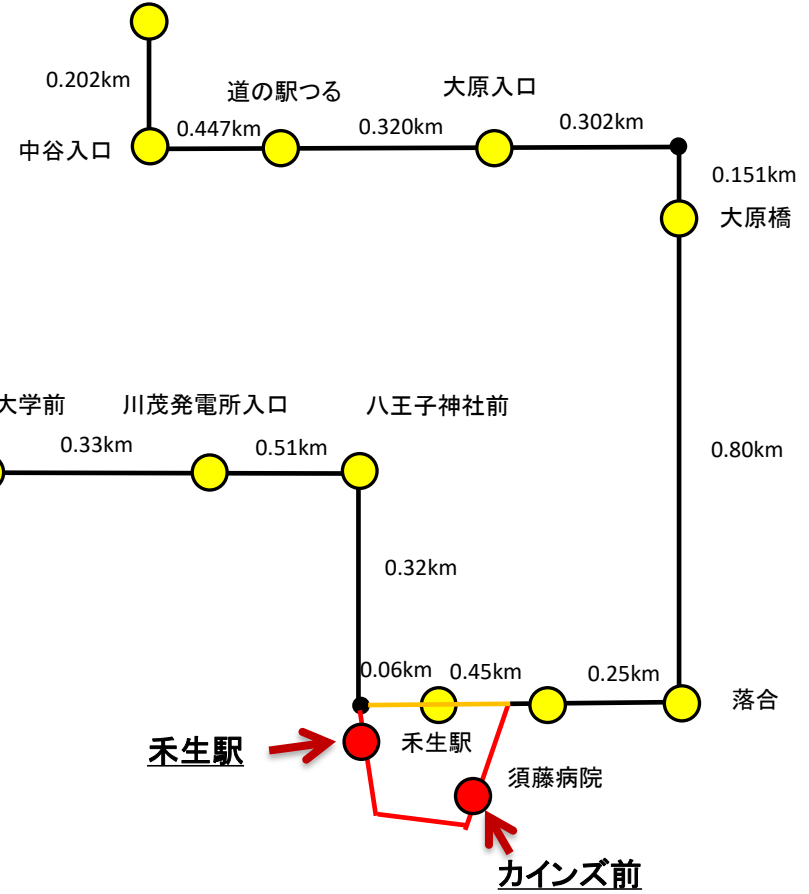 0.202km
道の駅つる
大原入口
0.447km
0.320km
0.302km
中谷入口
0.151km
大原橋
大学前
川茂発電所入口
八王子神社前
0.33km
0.51km
0.80km
0.32km
0.06km
0.45km
0.25km
落合
禾生駅
禾生駅
須藤病院
カインズ前